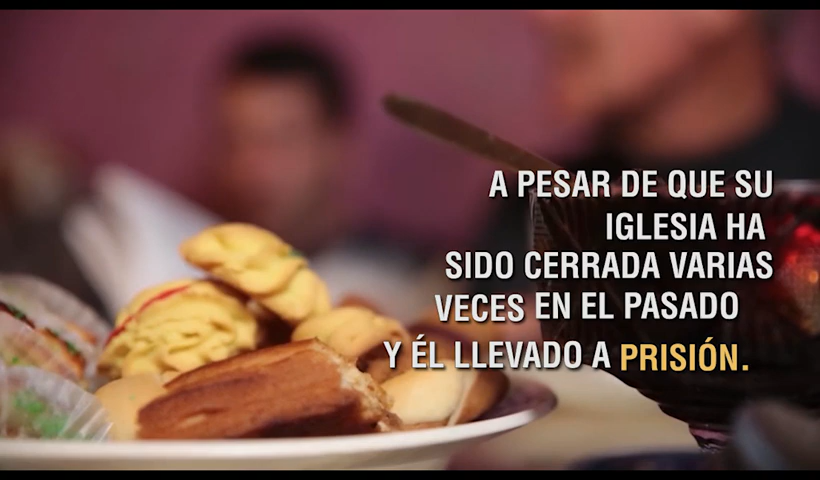 A PESAR DE QUE SU
IGLESIA HA
SIDO CERRADA VARIAS
VECES EN EL PASADO
Y ÉL LLEVADO A PRISIÓN.